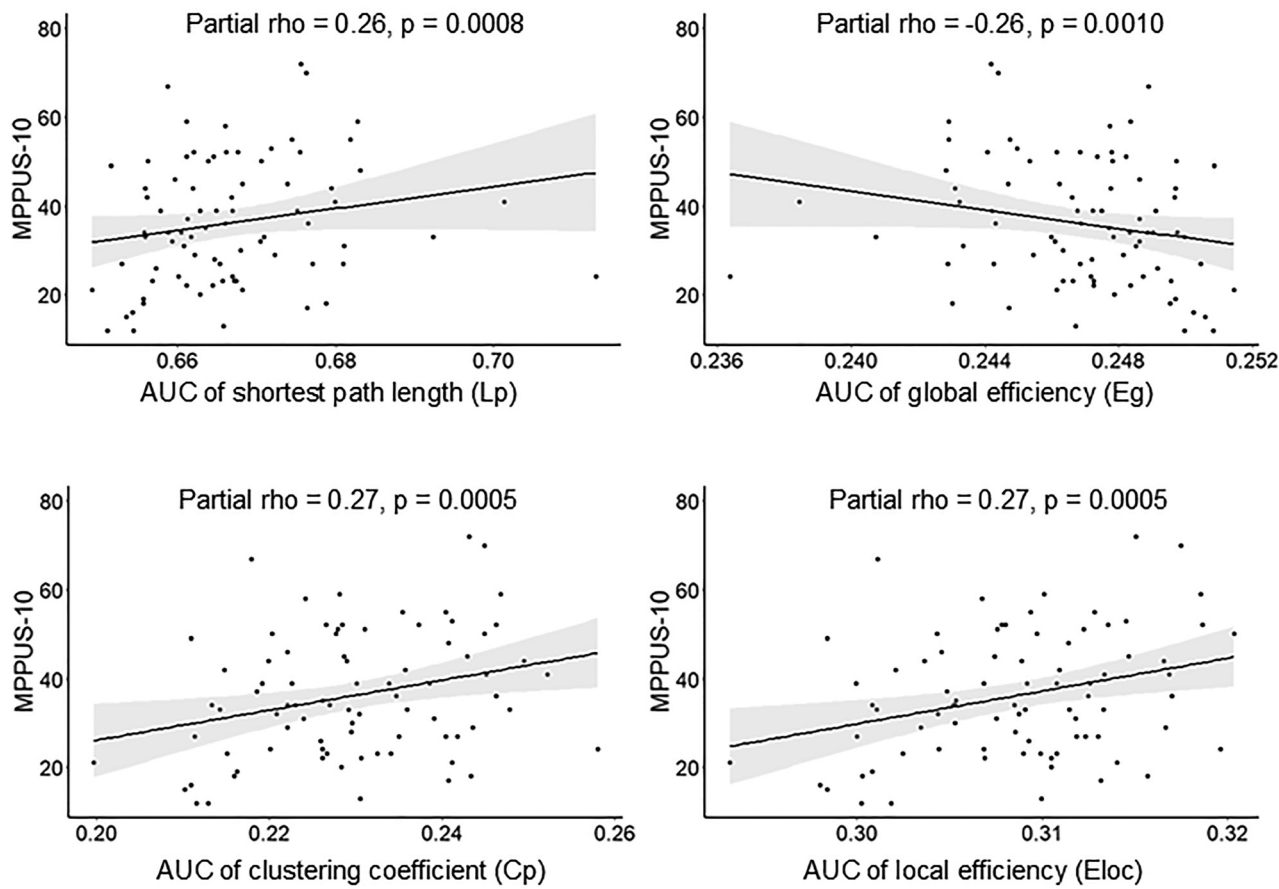 Partial rho = 0.26, p = 0.0008
80
60
40
20
MPPUS-10
0.66 0.68 0.70
AUC of shortest path length (Lp)
Partial rho = -0.26, p = 0.0010
80
60
40
20
MPPUS-10
0.236 0.240 0.244 0.248 0.252
AUC of global efficiency (Eg)
Partial rho = 0.27, p = 0.0005
80
60
40
20
MPPUS-10
0.20 0.22 0.24 0.26
AUC of clustering coefficient (Cp)
Partial rho = 0.27, p = 0.0005
80
60
40
20
MPPUS-10
0.30 0.31 0.32
AUC of local efficiency (Eloc)